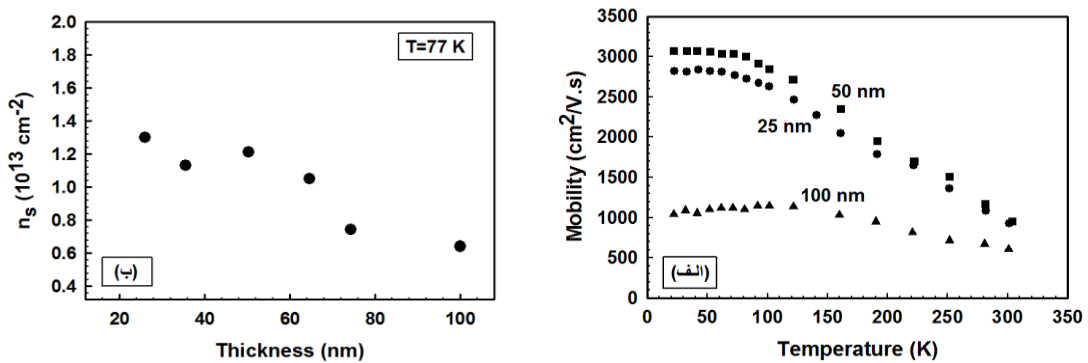 2.0
1.8
1.6
1.4
1.2
1.0
0.8
0.6
0.4
n_s (10^13 cm^-2)
T=77 K
(ب)
20 40 60 80 100
Thickness (nm)
3500
3000
2500
2000
1500
1000
500
0
Mobility (cm²/V.s)
50 nm
25 nm
100 nm
(الف)
0 50 100 150 200 250 300 350
Temperature (K)